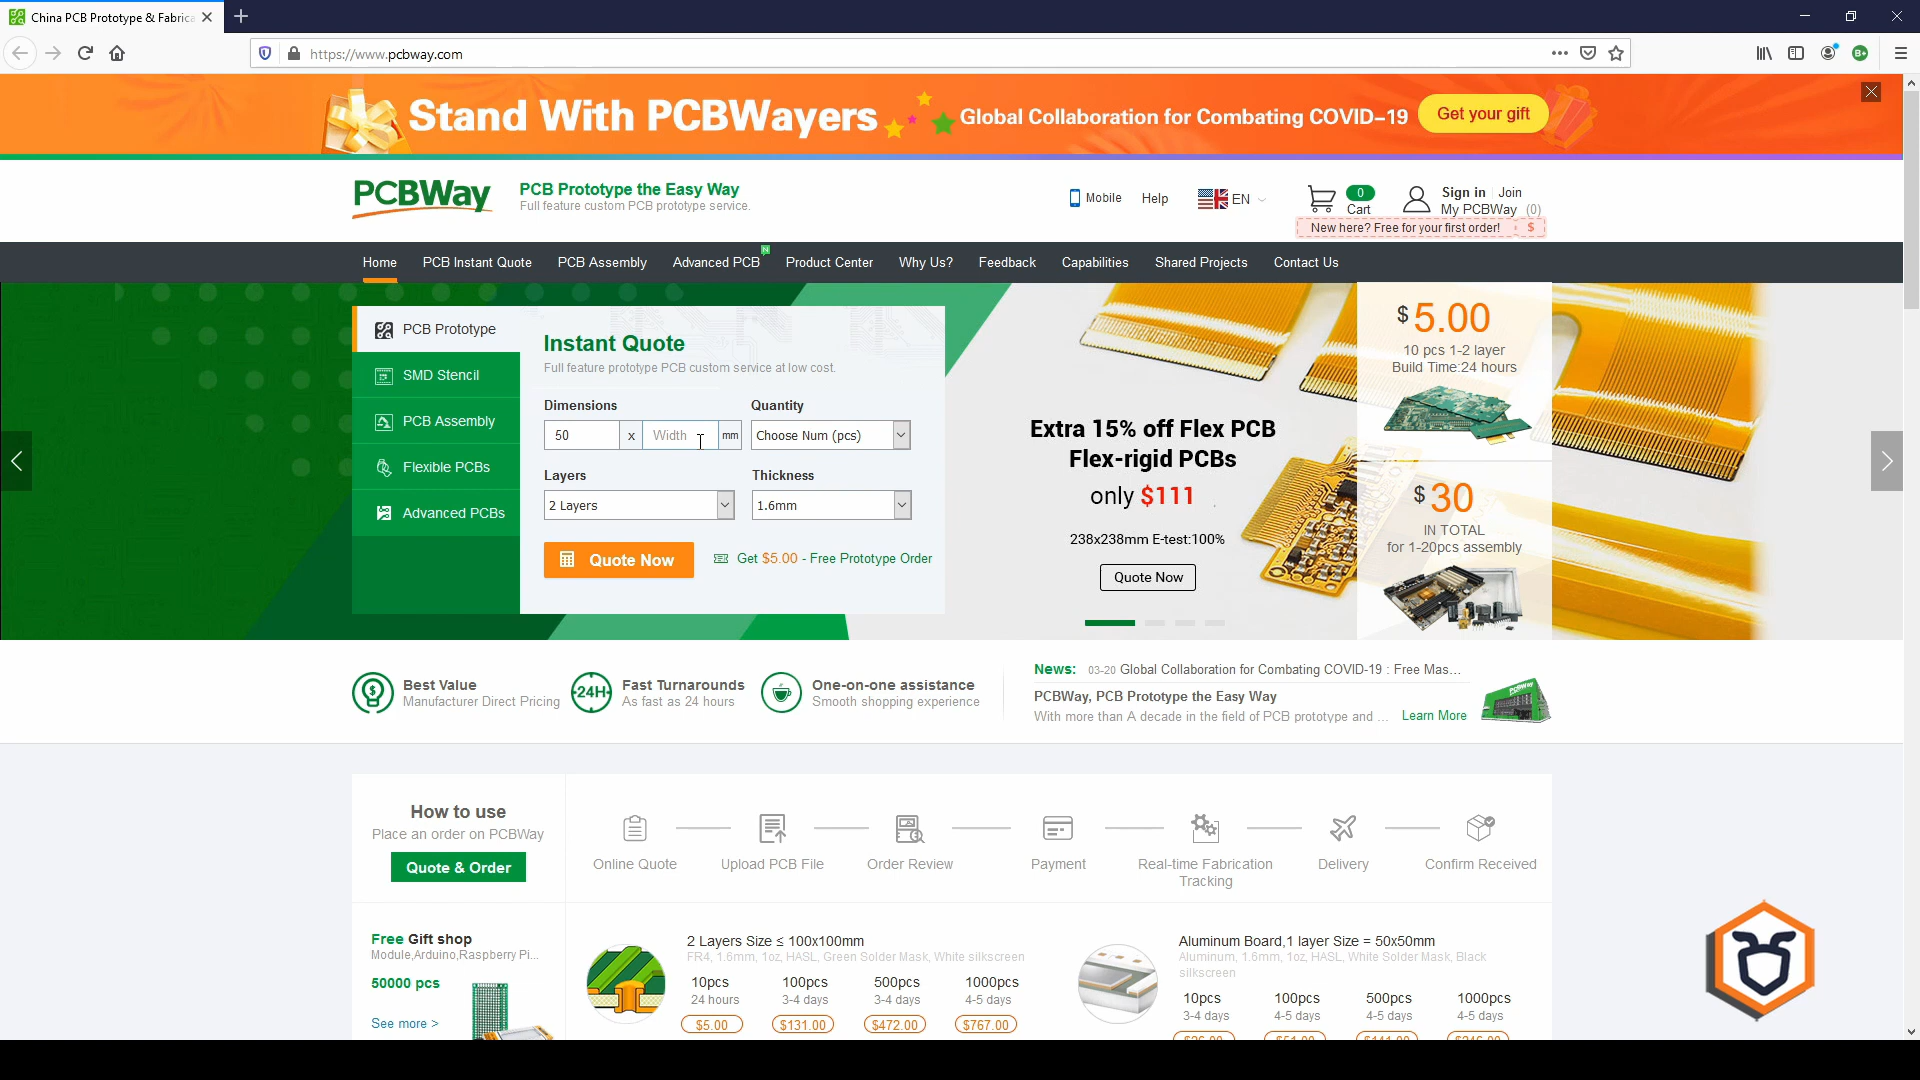 China PCB Prototype & Fabrica
https://www.pcbway.com
Stand With PCBWayers
Global Collaboration for Combating COVID-19
Get your gift
PCBWay
PCB Prototype the Easy Way
Full feature custom PCB prototype service.
Mobile
Help
EN
0
Cart
Sign in
Join
My PCBWay (0)
New here? Free for your first order! $
Home
PCB Instant Quote
PCB Assembly
Advanced PCB
N
Product Center
Why Us?
Feedback
Capabilities
Shared Projects
Contact Us
PCB Prototype
SMD Stencil
PCB Assembly
Flexible PCBs
Advanced PCBs
Instant Quote
Full feature prototype PCB custom service at low cost.
Dimensions
Quantity
50 x Width mm
Choose Num (pcs)
Layers
Thickness
2 Layers
1.6mm
Quote Now
Get $5.00 - Free Prototype Order
Extra 15% off Flex PCB
Flex-rigid PCBs
only $111
238x238mm E-test:100%
Quote Now
$5.00
10 pcs 1-2 layer
Build Time:24 hours
$30
IN TOTAL
for 1-20pcs assembly
Best Value
Manufacturer Direct Pricing
24H
Fast Turnarounds
As fast as 24 hours
One-on-one assistance
Smooth shopping experience
News: 03-20 Global Collaboration for Combating COVID-19 : Free Mas...
PCBWay, PCB Prototype the Easy Way
With more than A decade in the field of PCB prototype and ... Learn More
How to use
Place an order on PCBWay
Quote & Order
Online Quote
Upload PCB File
Order Review
Payment
Real-time Fabrication
Tracking
Delivery
Confirm Received
Free Gift shop
Module,Arduino,Raspberry Pi...
50000 pcs
See more >
2 Layers Size ≤ 100x100mm
FR4, 1.6mm, 1oz, HASL, Green Solder Mask, White silkscreen
10pcs 100pcs 500pcs 1000pcs
24 hours 3-4 days 3-4 days 4-5 days
$5.00 $131.00 $472.00 $767.00
Aluminum Board,1 layer Size = 50x50mm
Aluminum, 1.6mm, 1oz, HASL, White Solder Mask, Black
silkscreen
10pcs 100pcs 500pcs 1000pcs
3-4 days 4-5 days 4-5 days 4-5 days